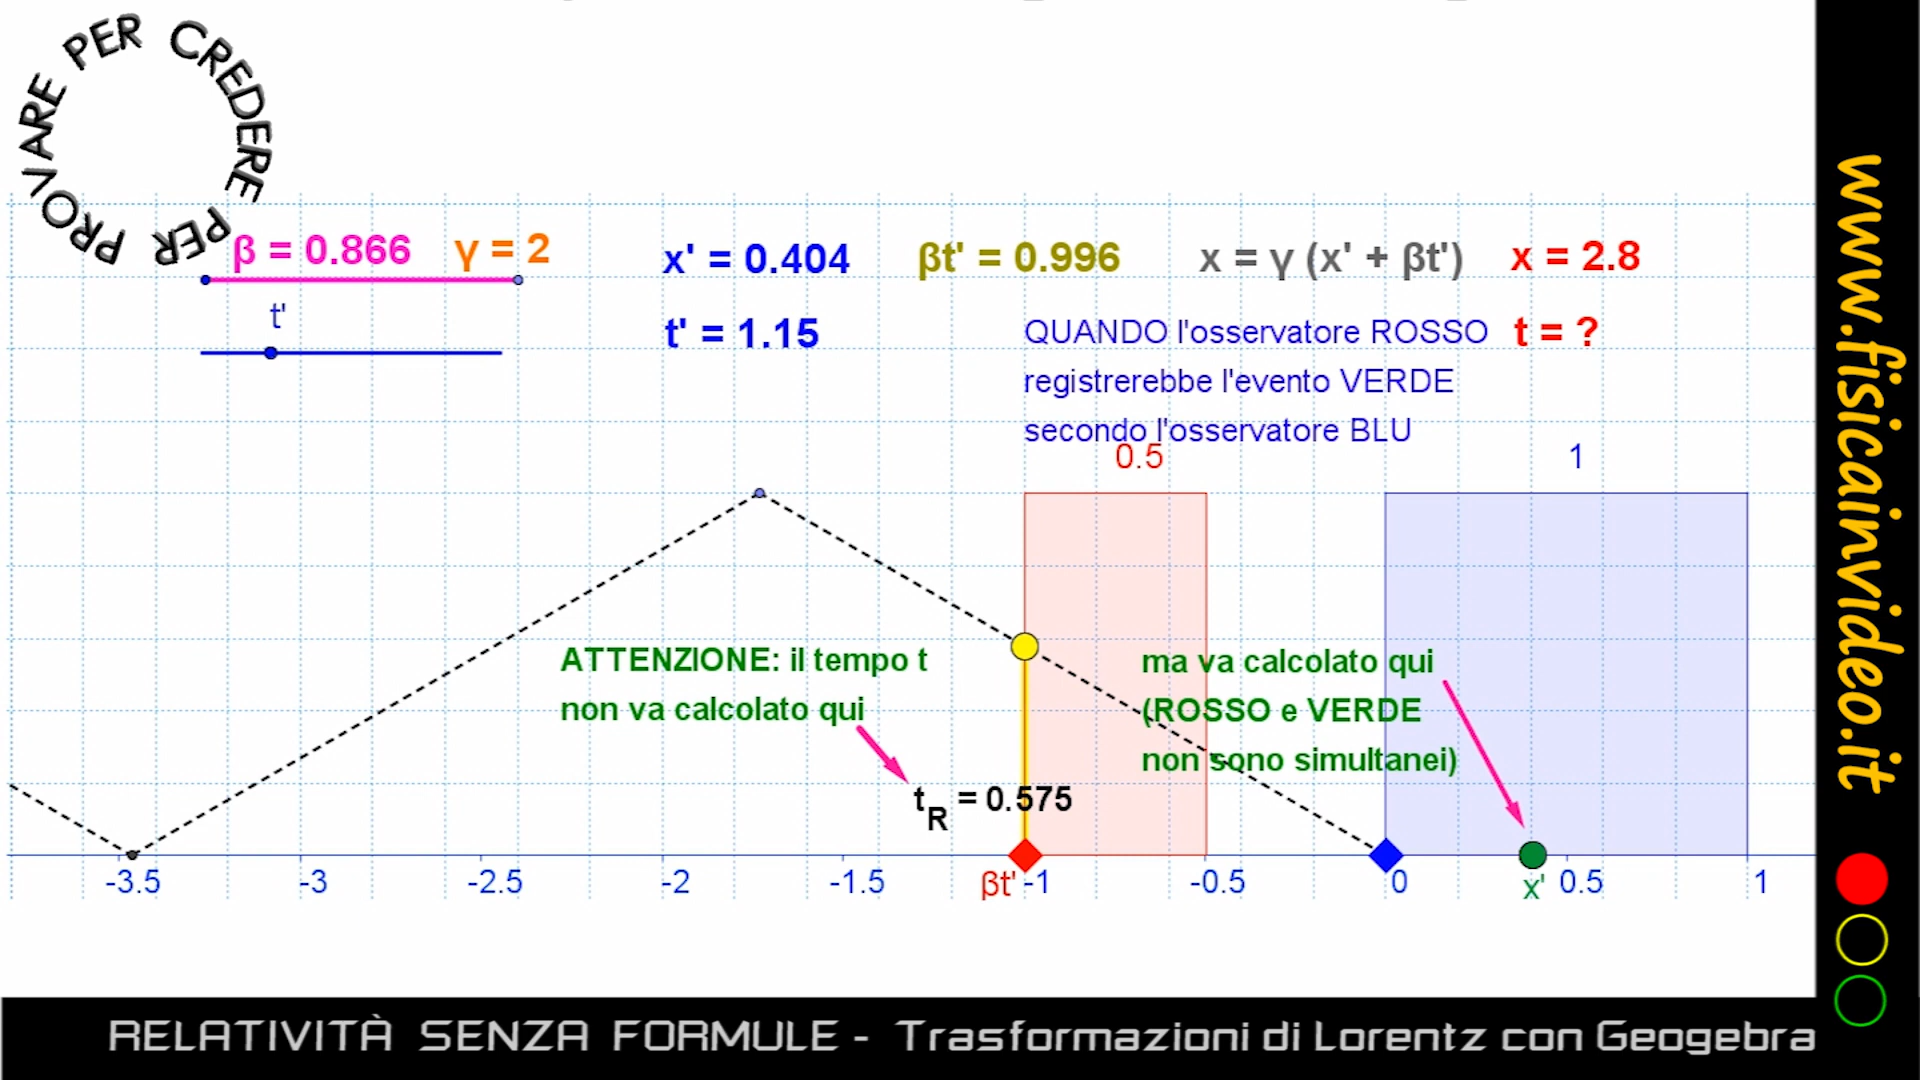 PROVARE PER CREDERE PER
β = 0.866 γ = 2
x' = 0.404 βt' = 0.996 x = γ (x' + βt') x = 2.8
t'
t' = 1.15
QUANDO l'osservatore ROSSO t = ?
registrerebbe l'evento VERDE
secondo l'osservatore BLU
0.5 1
ATTENZIONE: il tempo t
non va calcolato qui
ma va calcolato qui
(ROSSO e VERDE
non sono simultanei)
tR = 0.575
-3.5 -3 -2.5 -2 -1.5 βt' -1 -0.5 0 x' 0.5 1
www.fisicainvideo.it
RELATIVITÀ SENZA FORMULE - Trasformazioni di Lorentz con Geogebra